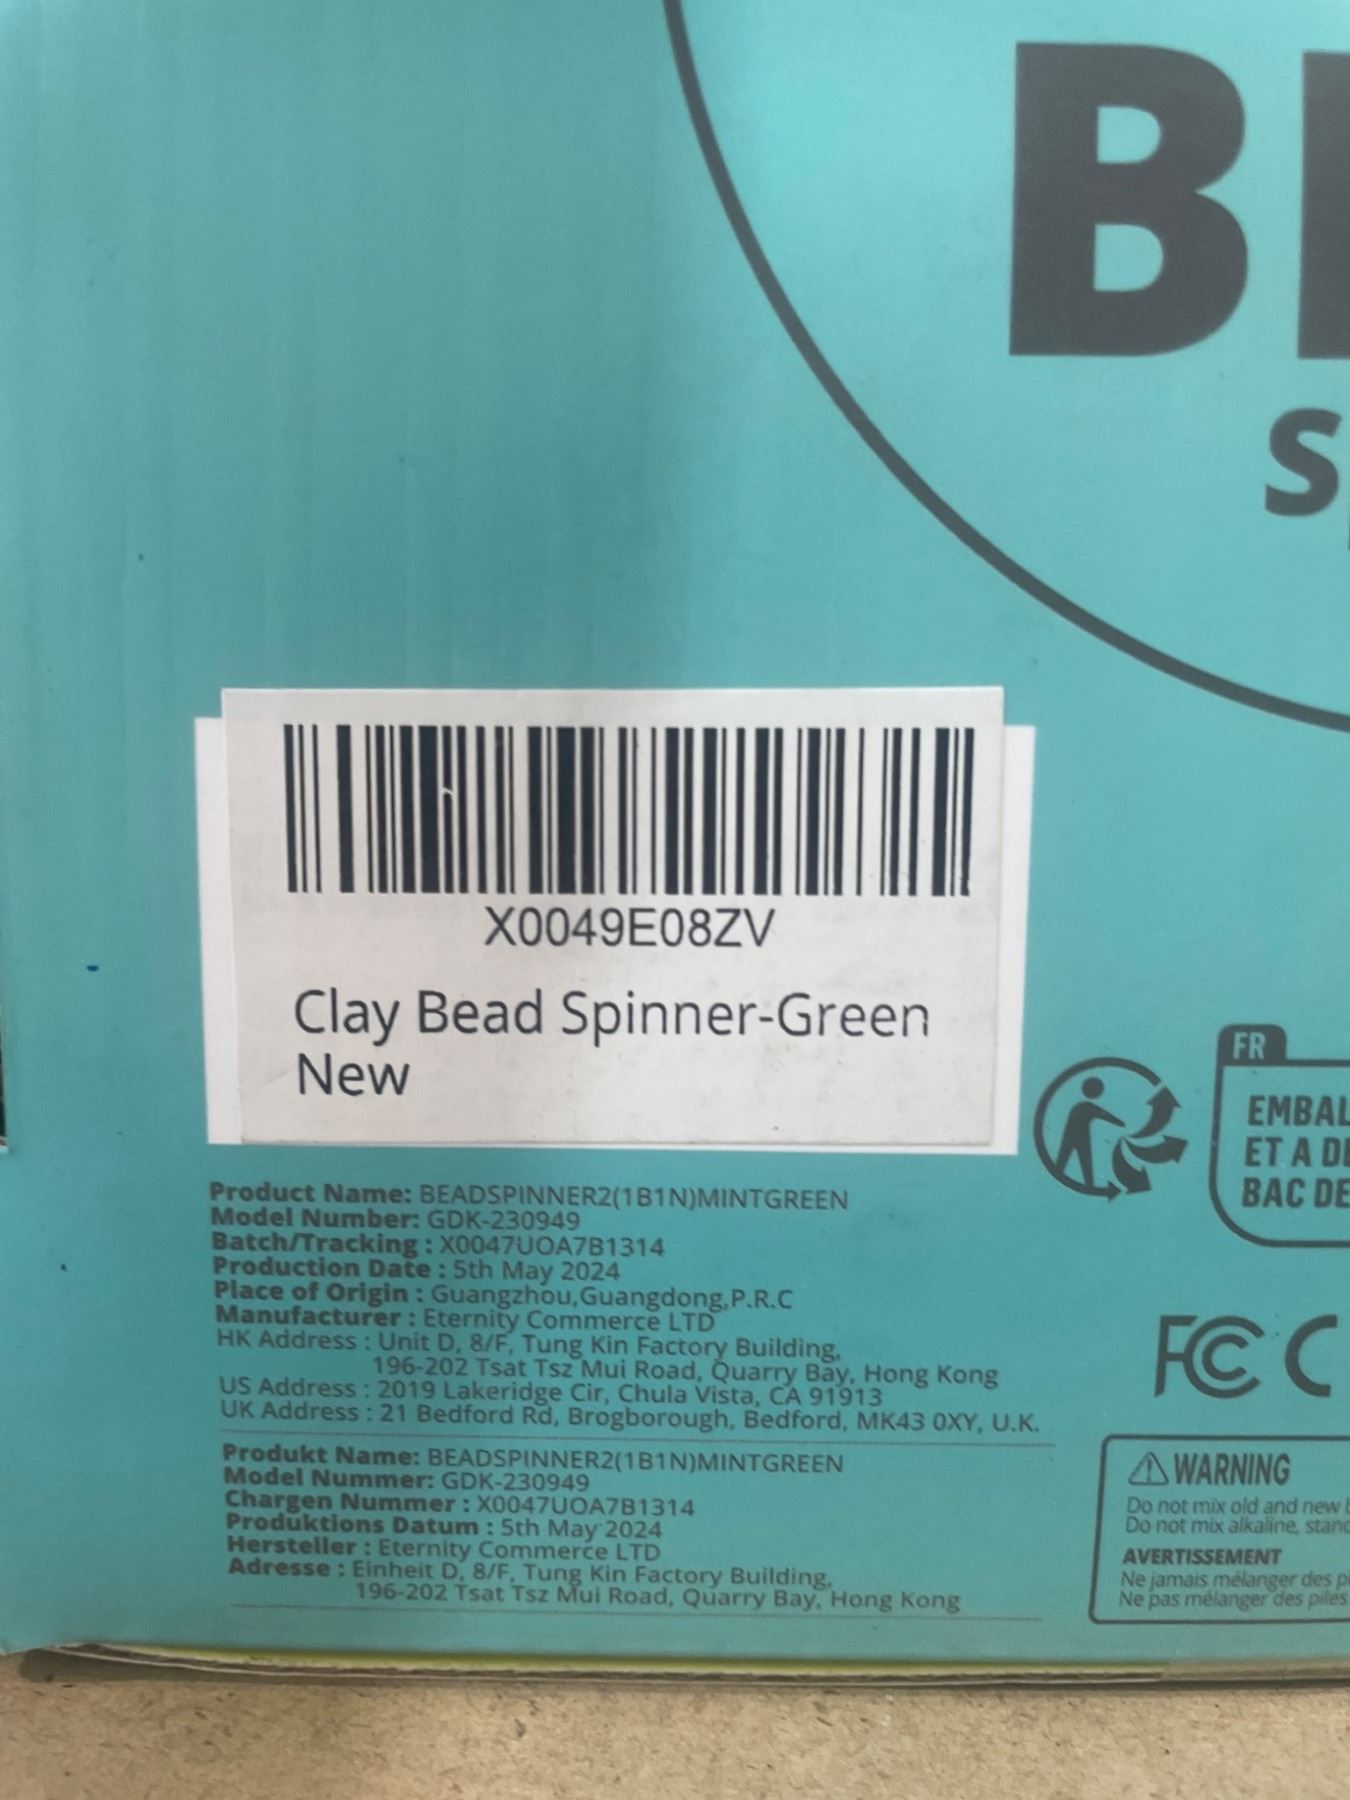 X0049E08ZV
Clay Bead Spinner-Green
New
Product Name: BEADSPINNER2(1B1N)MINTGREEN
Model Number: GDK-230949
Batch/Tracking : X0047UOA7B1314
Production Date : 5th May 2024
Place of Origin : Guangzhou,Guangdong,P.R.C
Manufacturer : Eternity Commerce LTD
HK Address : Unit D, 8/F, Tung Kin Factory Building,
196-202 Tsat Tsz Mui Road, Quarry Bay, Hong Kong
US Address : 2019 Lakeridge Cir, Chula Vista, CA 91913
UK Address : 21 Bedford Rd, Brogborough, Bedford, MK43 0XY, U.K.
Produkt Name: BEADSPINNER2(1B1N)MINTGREEN
Model Nummer: GDK-230949
Chargen Nummer : X0047UOA7B1314
Produktions Datum : 5th May 2024
Hersteller : Eternity Commerce LTD
Adresse : Einheit D, 8/F, Tung Kin Factory Building,
196-202 Tsat Tsz Mui Road, Quarry Bay, Hong Kong
FR
ET A
BAC
FC
WARNING
Do not mix old and new
Do not mix alkaline,
AVERTISSEMENT
Ne jamais mélanger des
Ne pas mélanger des piles